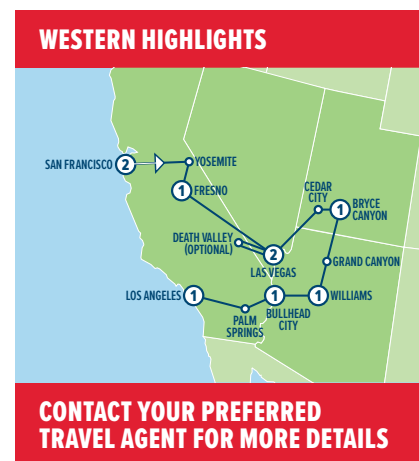 WESTERN HIGHLIGHTS
SAN FRANCISCO 2
YOSEMITE
1 FRESNO
CEDAR
CITY
1 BRYCE
CANYON
DEATH VALLEY
(OPTIONAL)
2
LAS VEGAS
GRAND CANYON
LOS ANGELES 1
PALM
SPRINGS
1
BULLHEAD
CITY
1 WILLIAMS
CONTACT YOUR PREFERRED
TRAVEL AGENT FOR MORE DETAILS